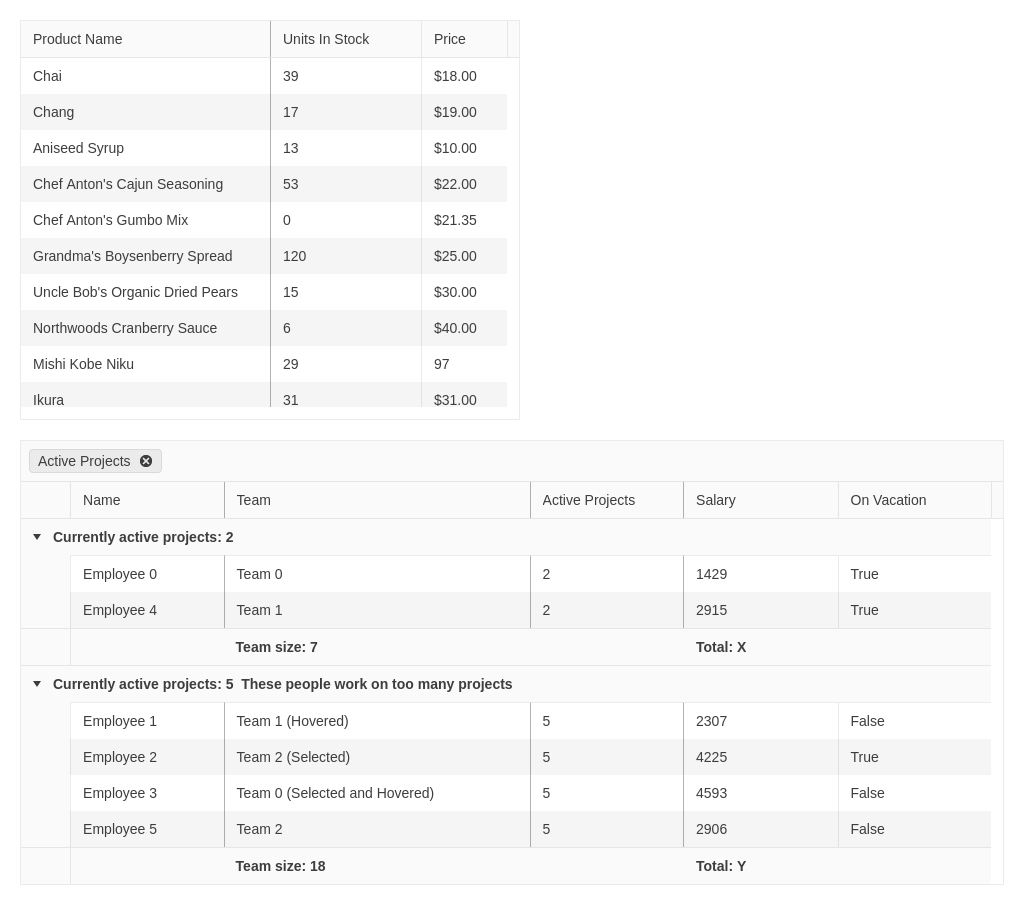 Product Name Units In Stock Price
Chai 39 $18.00
Chang 17 $19.00
Aniseed Syrup 13 $10.00
Chef Anton's Cajun Seasoning 53 $22.00
Chef Anton's Gumbo Mix 0 $21.35
Grandma's Boysenberry Spread 120 $25.00
Uncle Bob's Organic Dried Pears 15 $30.00
Northwoods Cranberry Sauce 6 $40.00
Mishi Kobe Niku 29 97
Ikura 31 $31.00
Active Projects
Name Team Active Projects Salary On Vacation
Currently active projects: 2
Employee 0 Team 0 2 1429 True
Employee 4 Team 1 2 2915 True
Team size: 7 Total: X
Currently active projects: 5 These people work on too many projects
Employee 1 Team 1 (Hovered) 5 2307 False
Employee 2 Team 2 (Selected) 5 4225 True
Employee 3 Team 0 (Selected and Hovered) 5 4593 False
Employee 5 Team 2 5 2906 False
Team size: 18 Total: Y